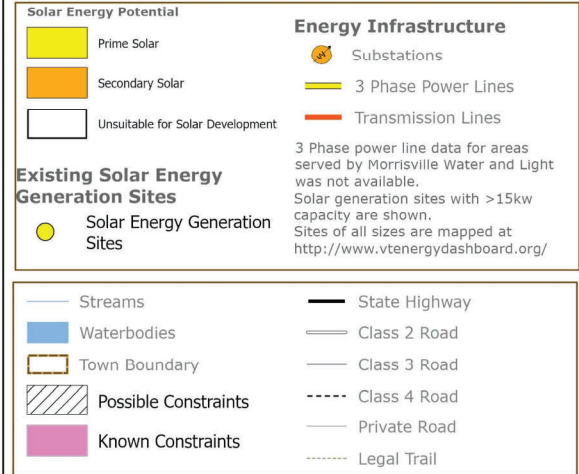 Solar Energy Potential
Prime Solar
Secondary Solar
Unsuitable for Solar Development
Existing Solar Energy
Generation Sites
Solar Energy Generation
Sites
Energy Infrastructure
Substations
3 Phase Power Lines
Transmission Lines
3 Phase power line data for areas
served by Morrisville Water and Light
was not available.
Solar generation sites with >15kw
capacity are shown.
Sites of all sizes are mapped at
http://www.vtenergydashboard.org/
Streams
Waterbodies
Town Boundary
Possible Constraints
Known Constraints
State Highway
Class 2 Road
Class 3 Road
Class 4 Road
Private Road
Legal Trail